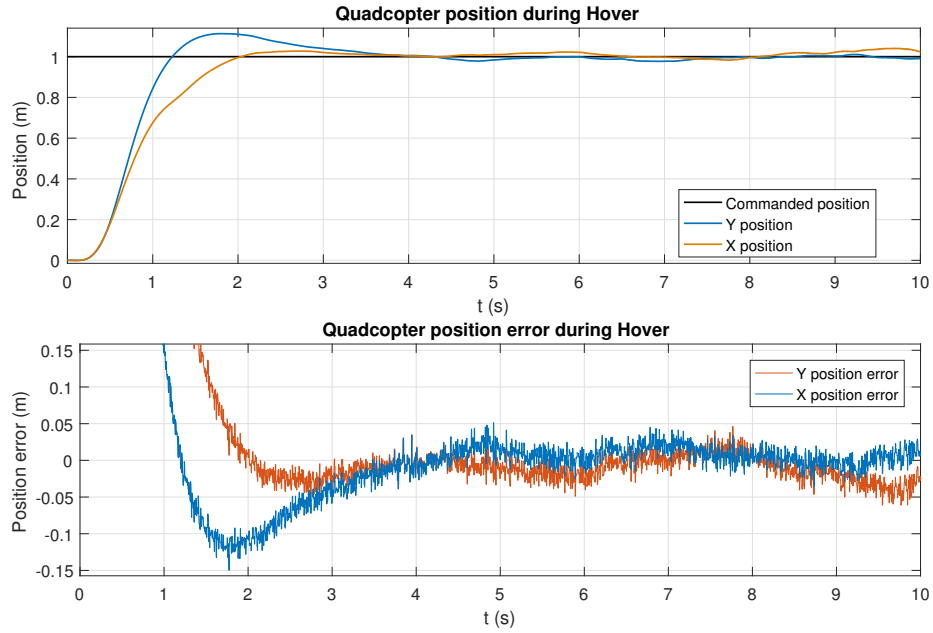 Quadcopter position during Hover
Position (m)
1
0.8
0.6
0.4
0.2
0
Commanded position
Y position
X position
0 1 2 3 4 5 6 7 8 9 10
t (s)
Quadcopter position error during Hover
Position error (m)
0.15
0.1
0.05
0
-0.05
-0.1
-0.15
Y position error
X position error
0 1 2 3 4 5 6 7 8 9 10
t (s)